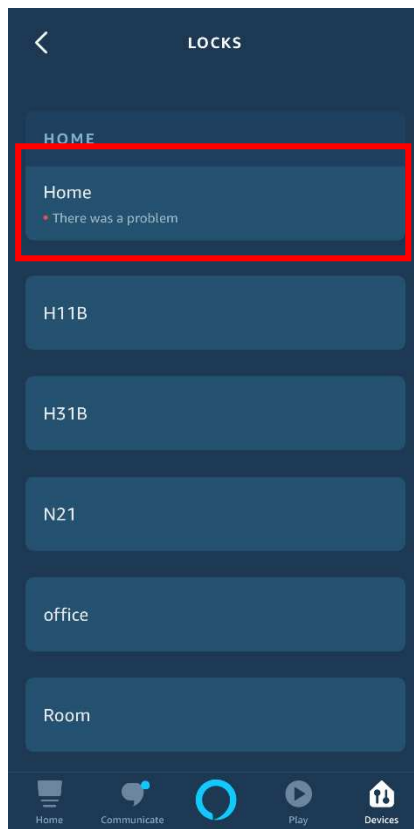 LOCKS
HOME
Home
There was a problem
H11B
H31B
N21
office
Room
Home Communicate Play Devices